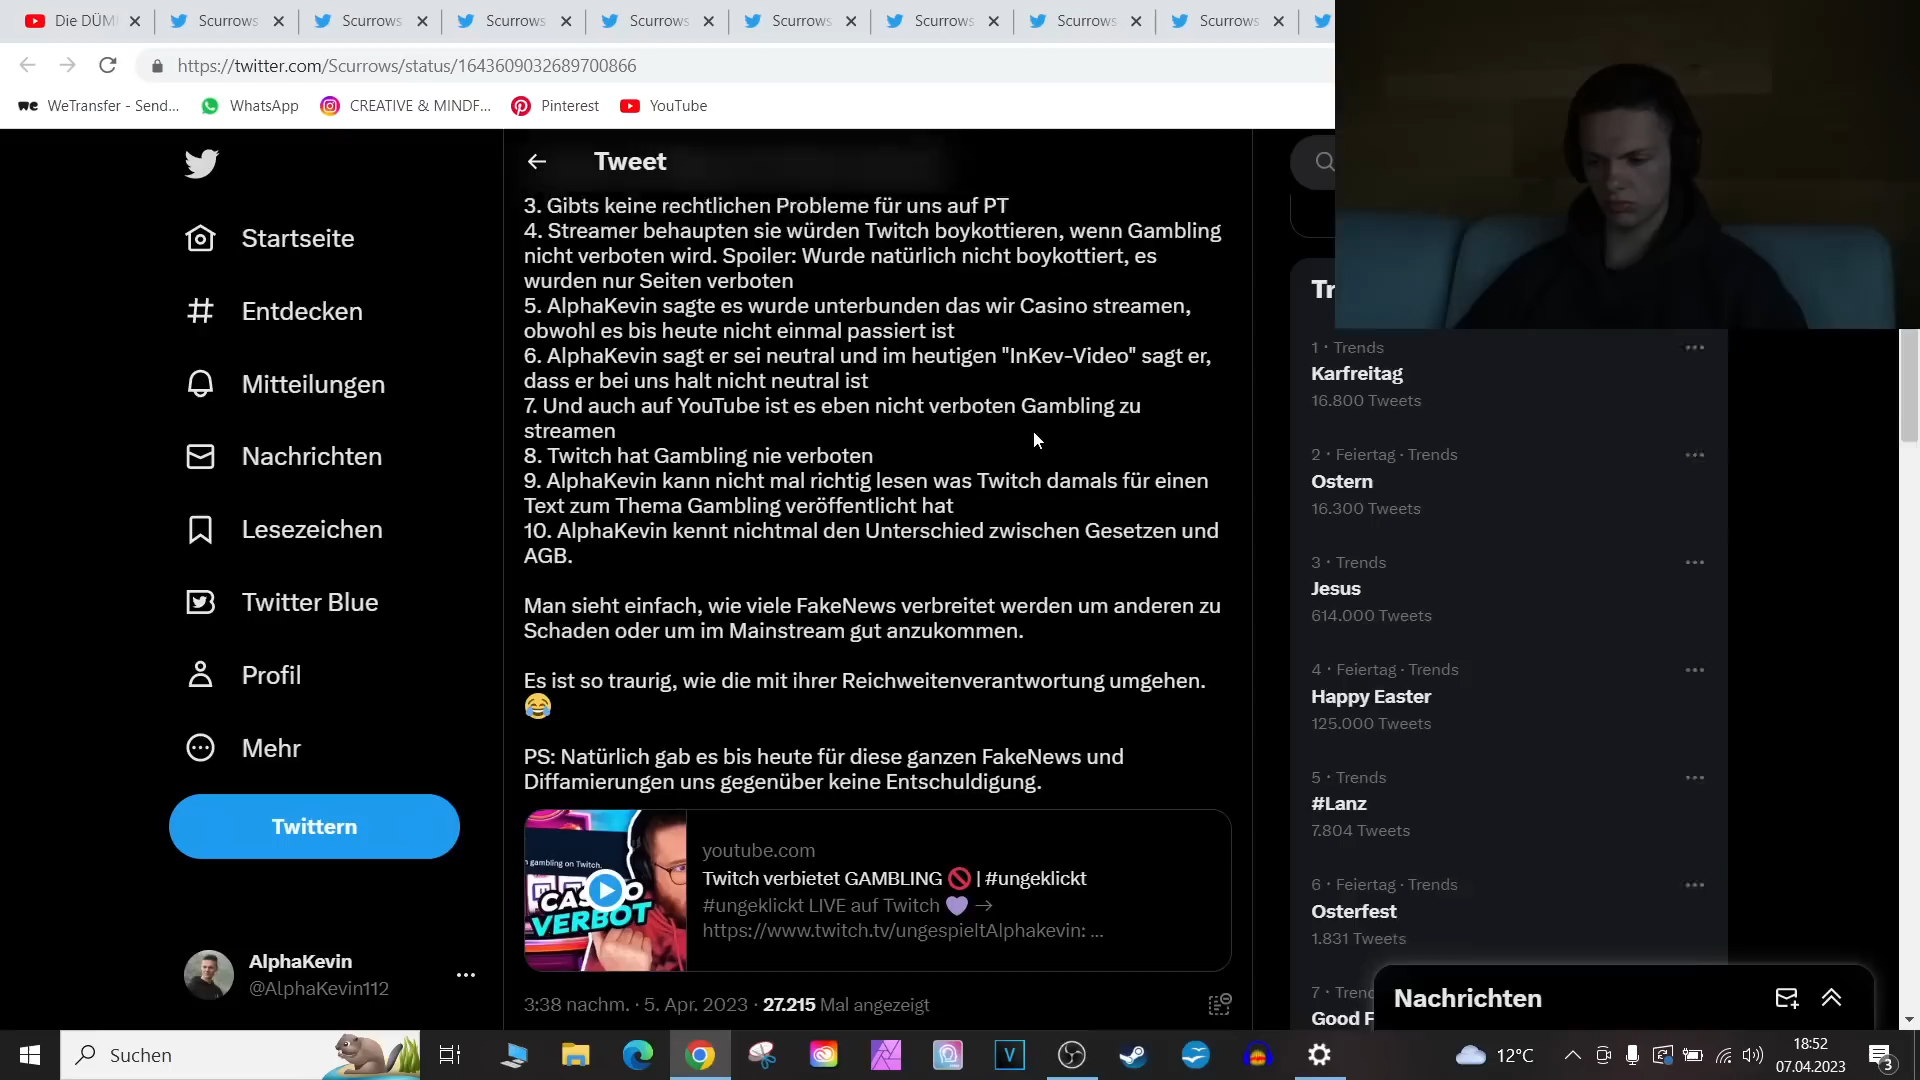 Die DÜM
Scurrows
Scurrows
Scurrows
Scurrows
Scurrows
Scurrows
Scurrows
Scurrows
https://twitter.com/Scurrows/status/1643609032689700866
WeTransfer - Send...
WhatsApp
CREATIVE & MINDF...
Pinterest
YouTube
Startseite
Entdecken
Mitteilungen
Nachrichten
Lesezeichen
Twitter Blue
Profil
Mehr
Twittern
AlphaKevin
@AlphaKevin112
Tweet
3. Gibts keine rechtlichen Probleme für uns auf PT
4. Streamer behaupten sie würden Twitch boykottieren, wenn Gambling
nicht verboten wird. Spoiler: Wurde natürlich nicht boykottiert, es
wurden nur Seiten verboten
5. AlphaKevin sagte es wurde unterbunden das wir Casino streamen,
obwohl es bis heute nicht einmal passiert ist
6. AlphaKevin sagt er sei neutral und im heutigen "InKev-Video" sagt er,
dass er bei uns halt nicht neutral ist
7. Und auch auf YouTube ist es eben nicht verboten Gambling zu
streamen
8. Twitch hat Gambling nie verboten
9. AlphaKevin kann nicht mal richtig lesen was Twitch damals für einen
Text zum Thema Gambling veröffentlicht hat
10. AlphaKevin kennt nichtmal den Unterschied zwischen Gesetzen und
AGB.
Man sieht einfach, wie viele FakeNews verbreitet werden um anderen zu
Schaden oder um im Mainstream gut anzukommen.
Es ist so traurig, wie die mit ihrer Reichweitenverantwortung umgehen.
😂
PS: Natürlich gab es bis heute für diese ganzen FakeNews und
Diffamierungen uns gegenüber keine Entschuldigung.
gambling on Twitch.
VERBOT
youtube.com
Twitch verbietet GAMBLING 🚫 | #ungeklickt
#ungeklickt LIVE auf Twitch 💜 →
https://www.twitch.tv/ungespieltAlphakevin: ...
3:38 nachm. · 5. Apr. 2023 · 27.215 Mal angezeigt
Tr
1 · Trends
Karfreitag
16.800 Tweets
2 · Feiertag · Trends
Ostern
16.300 Tweets
3 · Trends
Jesus
614.000 Tweets
4 · Feiertag · Trends
Happy Easter
125.000 Tweets
5 · Trends
#Lanz
7.804 Tweets
6 · Feiertag · Trends
Osterfest
1.831 Tweets
7 · Trend
Good F
Nachrichten
Suchen
12°C
18:52
07.04.2023
3